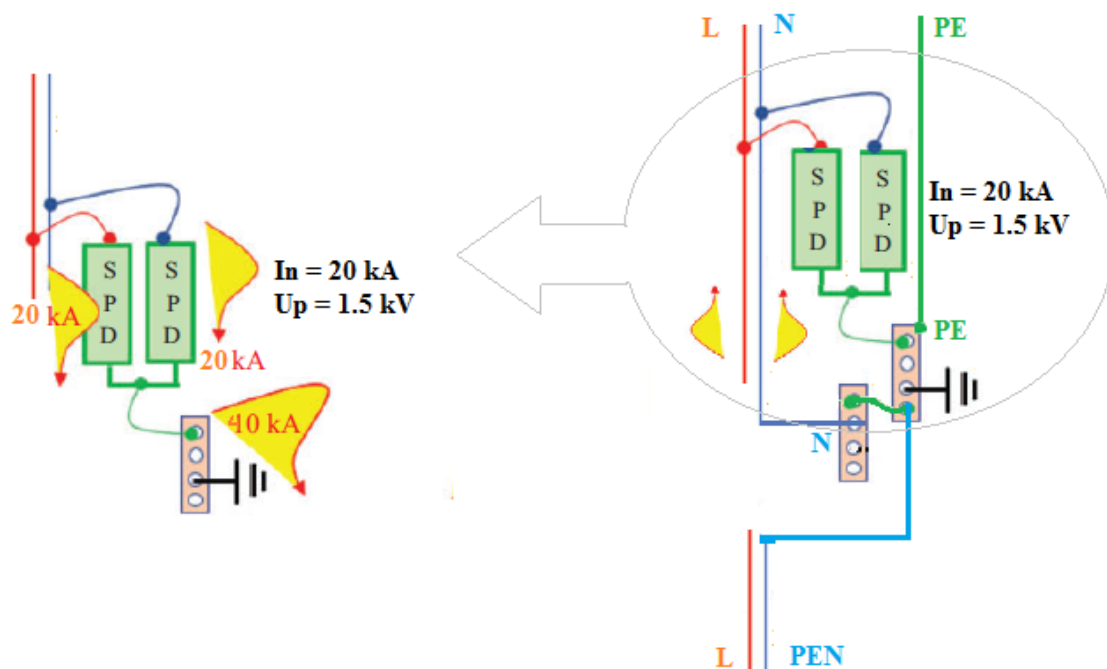 L
N
PE
S
P
D
S
P
D
In = 20 kA
Up = 1.5 kV
20 kA
20 kA
40 kA
S
P
D
S
P
D
In = 20 kA
Up = 1.5 kV
PE
N
L
PEN